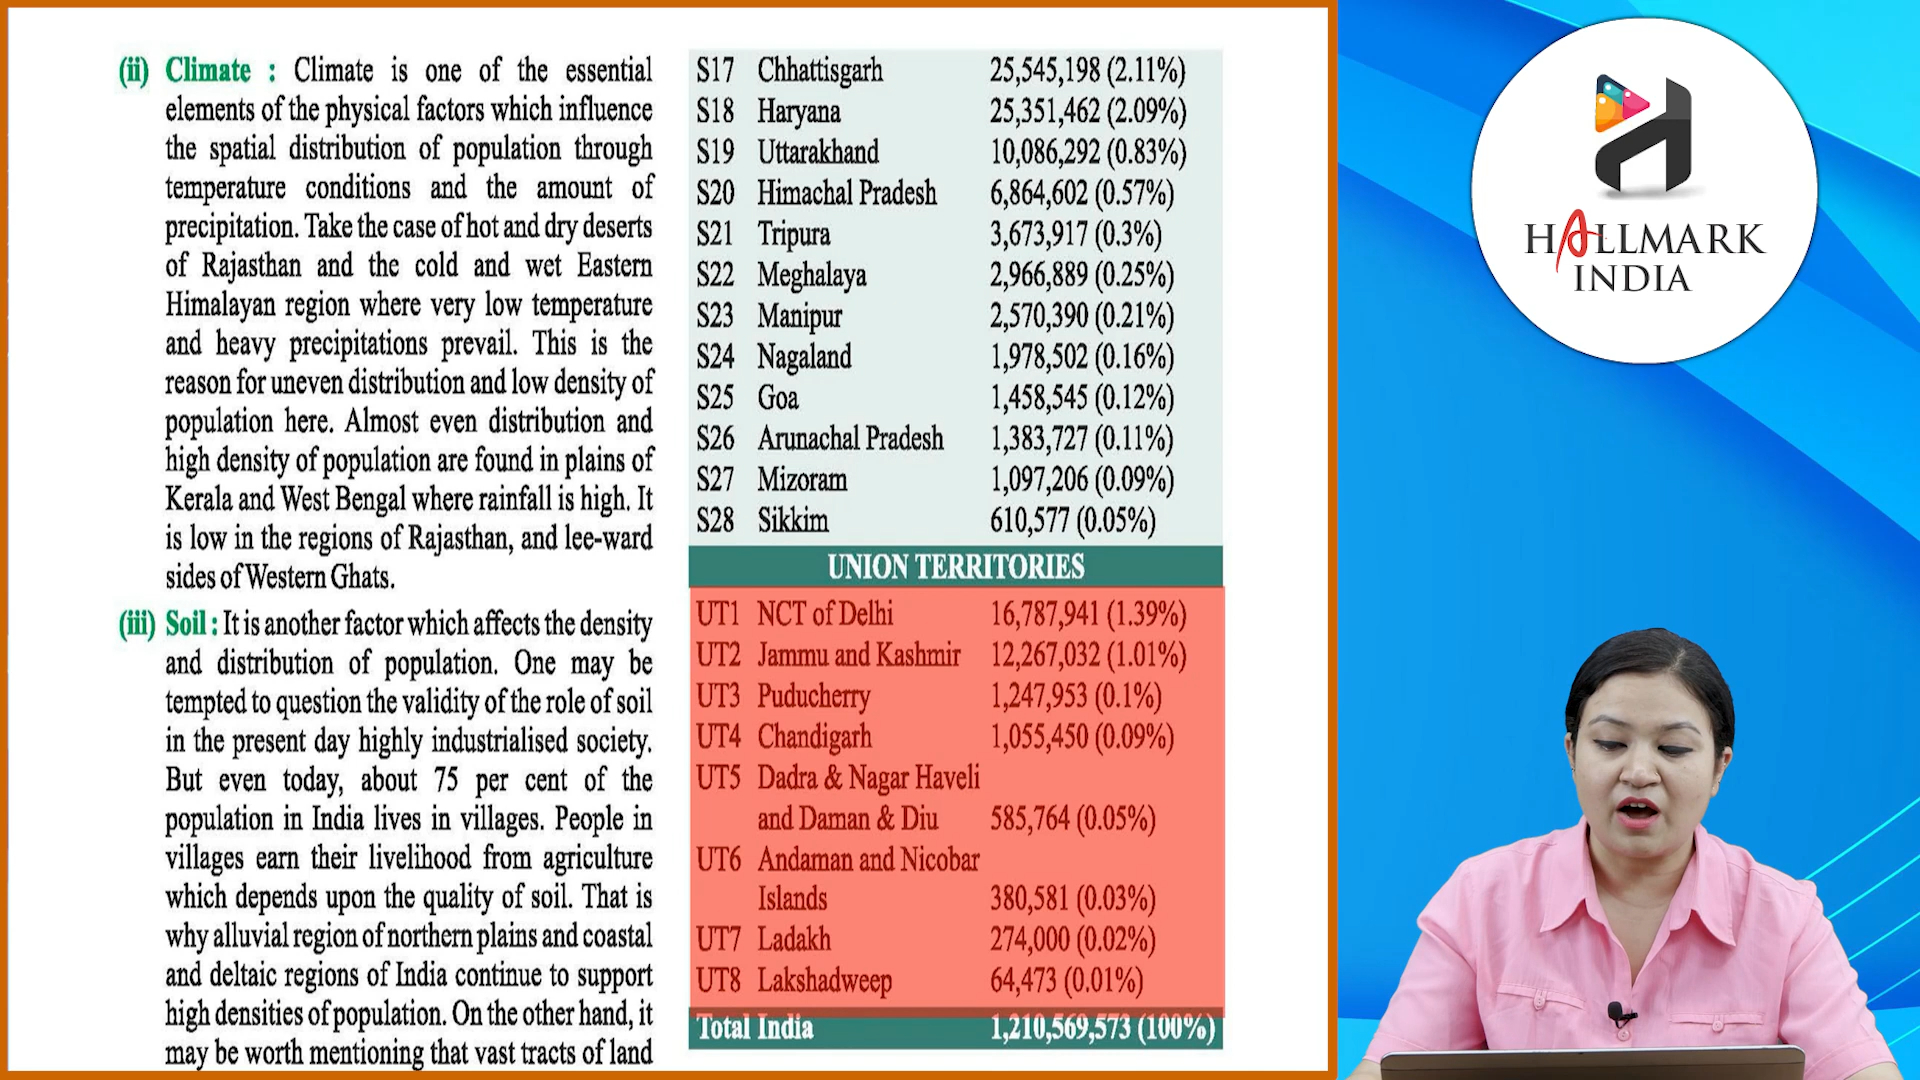 (ii) Climate : Climate is one of the essential
elements of the physical factors which influence
the spatial distribution of population through
temperature conditions and the amount of
precipitation. Take the case of hot and dry deserts
of Rajasthan and the cold and wet Eastern
Himalayan region where very low temperature
and heavy precipitations prevail. This is the
reason for uneven distribution and low density of
population here. Almost even distribution and
high density of population are found in plains of
Kerala and West Bengal where rainfall is high. It
is low in the regions of Rajasthan, and lee-ward
sides of Western Ghats.
(iii) Soil : It is another factor which affects the density
and distribution of population. One may be
tempted to question the validity of the role of soil
in the present day highly industrialised society.
But even today, about 75 per cent of the
population in India lives in villages. People in
villages earn their livelihood from agriculture
which depends upon the quality of soil. That is
why alluvial region of northern plains and coastal
and deltaic regions of India continue to support
high densities of population. On the other hand, it
may be worth mentioning that vast tracts of land
S17 Chhattisgarh 25,545,198 (2.11%)
S18 Haryana 25,351,462 (2.09%)
S19 Uttarakhand 10,086,292 (0.83%)
S20 Himachal Pradesh 6,864,602 (0.57%)
S21 Tripura 3,673,917 (0.3%)
S22 Meghalaya 2,966,889 (0.25%)
S23 Manipur 2,570,390 (0.21%)
S24 Nagaland 1,978,502 (0.16%)
S25 Goa 1,458,545 (0.12%)
S26 Arunachal Pradesh 1,383,727 (0.11%)
S27 Mizoram 1,097,206 (0.09%)
S28 Sikkim 610,577 (0.05%)
UNION TERRITORIES
UT1 NCT of Delhi 16,787,941 (1.39%)
UT2 Jammu and Kashmir 12,267,032 (1.01%)
UT3 Puducherry 1,247,953 (0.1%)
UT4 Chandigarh 1,055,450 (0.09%)
UT5 Dadra & Nagar Haveli
and Daman & Diu 585,764 (0.05%)
UT6 Andaman and Nicobar
Islands 380,581 (0.03%)
UT7 Ladakh 274,000 (0.02%)
UT8 Lakshadweep 64,473 (0.01%)
Total India 1,210,569,573 (100%)
HALLMARK
INDIA